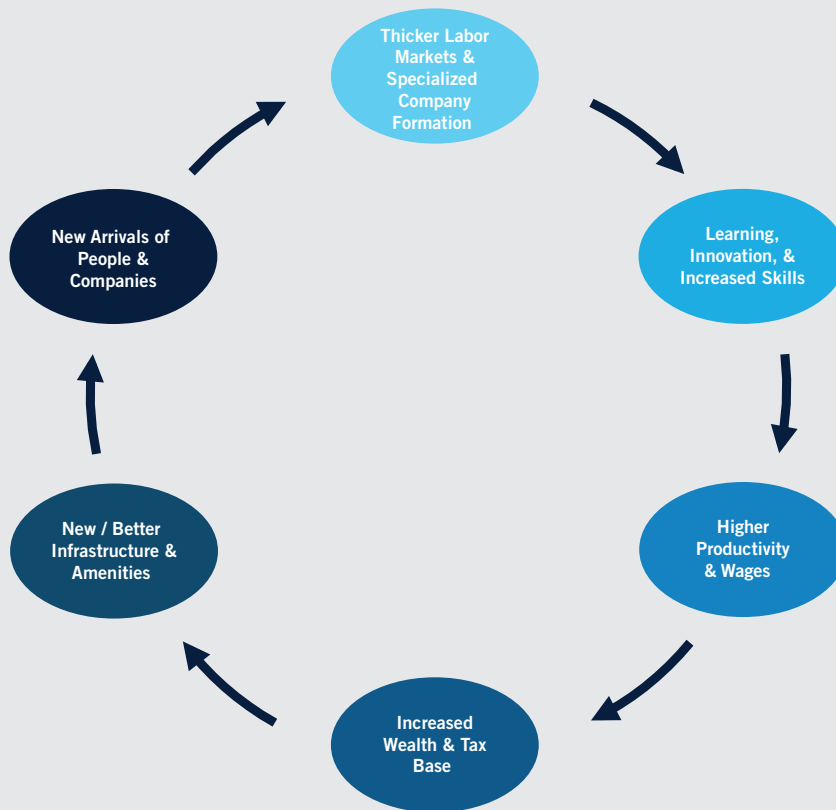 Thicker Labor
Markets &
Specialized
Company
Formation
Learning,
Innovation, &
Increased Skills
Higher
Productivity
& Wages
Increased
Wealth & Tax
Base
New / Better
Infrastructure &
Amenities
New Arrivals of
People &
Companies